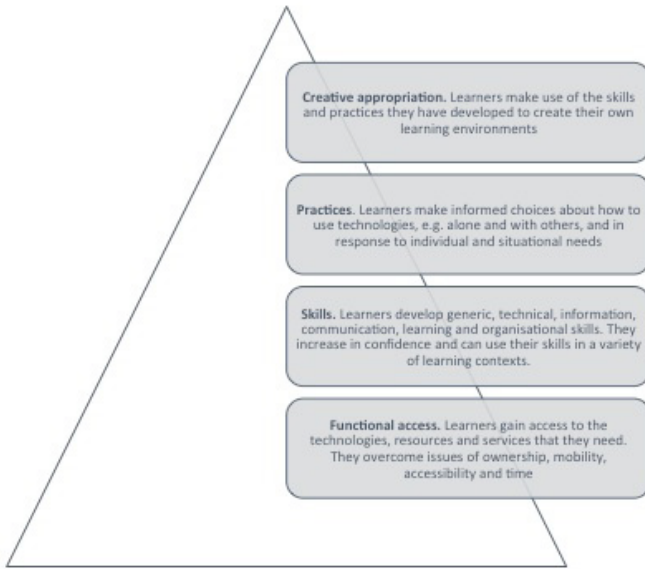 Creative appropriation. Learners make use of the skills
and practices they have developed to create their own
learning environments
Practices. Learners make informed choices about how to
use technologies, e.g. alone and with others, and in
response to individual and situational needs
Skills. Learners develop generic, technical, information,
communication, learning and organisational skills. They
increase in confidence and can use their skills in a variety
of learning contexts.
Functional access. Learners gain access to the
technologies, resources and services that they need.
They overcome issues of ownership, mobility,
accessibility and time